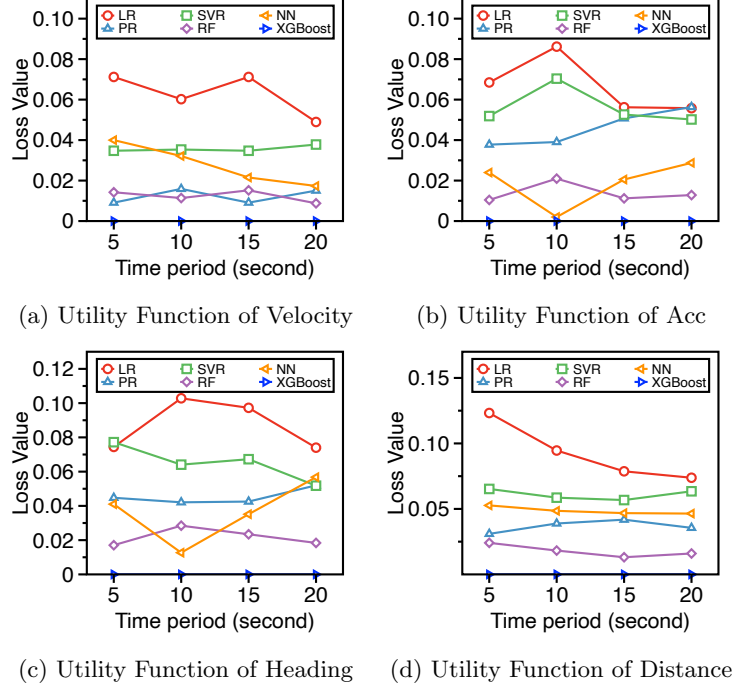 0.10
0.08
0.06
0.04
0.02
0
Loss Value
LR SVR NN
PR RF XGBoost
5 10 15 20
Time period (second)
(a) Utility Function of Velocity
0.10
0.08
0.06
0.04
0.02
0
Loss Value
LR SVR NN
PR RF XGBoost
5 10 15 20
Time period (second)
(b) Utility Function of Acc
0.12
0.10
0.08
0.06
0.04
0.02
0
Loss Value
LR SVR NN
PR RF XGBoost
5 10 15 20
Time period (second)
(c) Utility Function of Heading
0.15
0.10
0.05
Loss Value
LR SVR NN
PR RF XGBoost
5 10 15 20
Time period (second)
(d) Utility Function of Distance